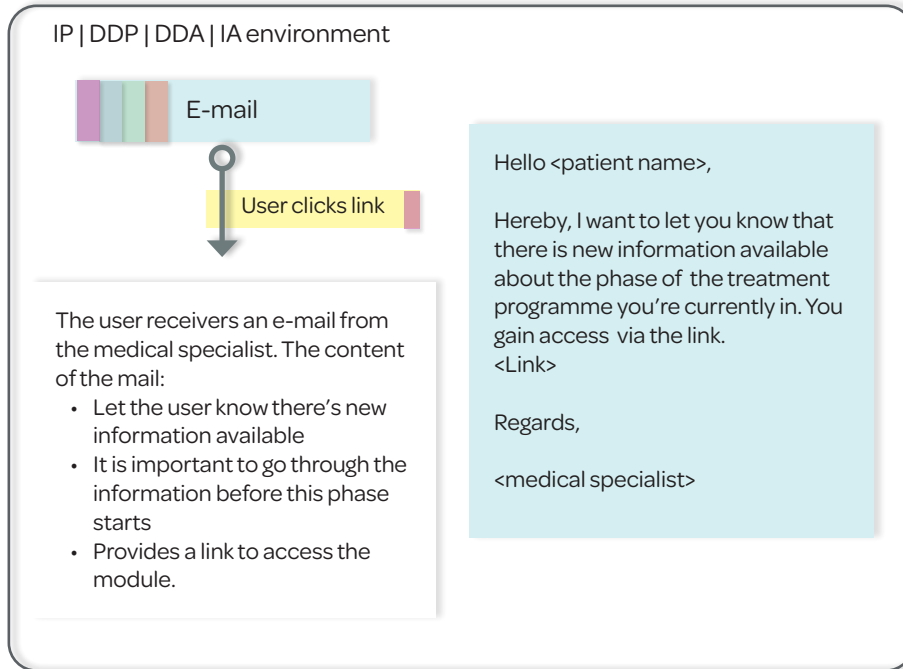 IP | DDP | DDA | IA environment
E-mail
User clicks link
The user receivers an e-mail from
the medical specialist. The content
of the mail:
• Let the user know there's new
information available
• It is important to go through the
information before this phase
starts
• Provides a link to access the
module.
Hello <patient name>,
Hereby, I want to let you know that
there is new information available
about the phase of the treatment
programme you're currently in. You
gain access via the link.
<Link>
Regards,
<medical specialist>